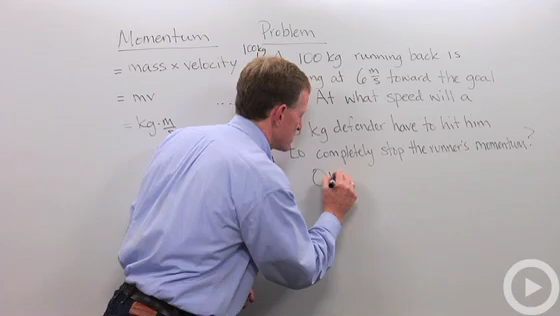 Momentum
= mass x velocity
= mv
= kg · m/s
Problem
100kg
100 kg running back is
at 6 m/s toward the goal
At what speed will a
kg defender have to hit him
to completely stop the runner's momentum?